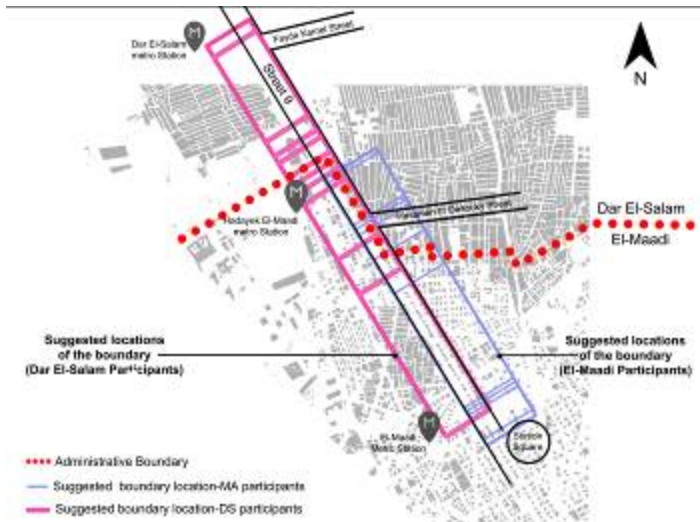 Dar El-Salam
metro Station
Fayda Kamel Street
Street 9
N
Hadayek El-Maadi
metro Station
Street
Dar El-Salam
El-Maadi
Suggested locations
of the boundary
(Dar El-Salam Participants)
Suggested locations
of the boundary
(El-Maadi Participants)
El-Maadi
Metro Station
Station
Square
Administrative Boundary
Suggested boundary location-MA participants
Suggested boundary location-DS participants